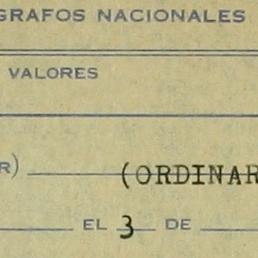 GRAFOS NACIONALES
VALORES
R) (ORDINAR
EL 3 DE